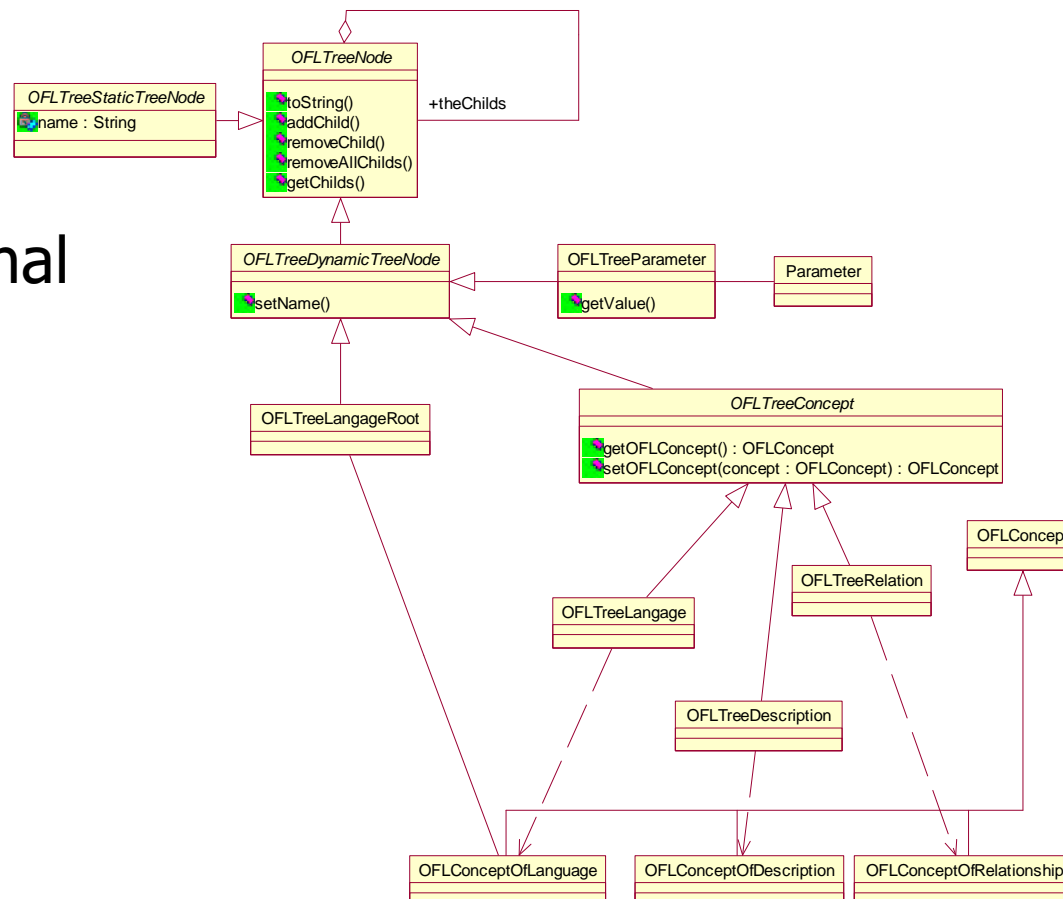 OFLTreeNode
toString()
addChild()
removeChild()
removeAllChilds()
getChilds()
+theChilds
OFLTreeStaticTreeNode
name : String
OFLTreeDynamicTreeNode
setName()
OFLTreeParameter
getValue()
Parameter
OFLTreeLangageRoot
OFLTreeConcept
getOFLConcept() : OFLConcept
setOFLConcept(concept : OFLConcept) : OFLConcept
OFLConcep
OFLTreeRelation
OFLTreeLangage
OFLTreeDescription
OFLConceptOfLanguage
OFLConceptOfDescription
OFLConceptOfRelationship